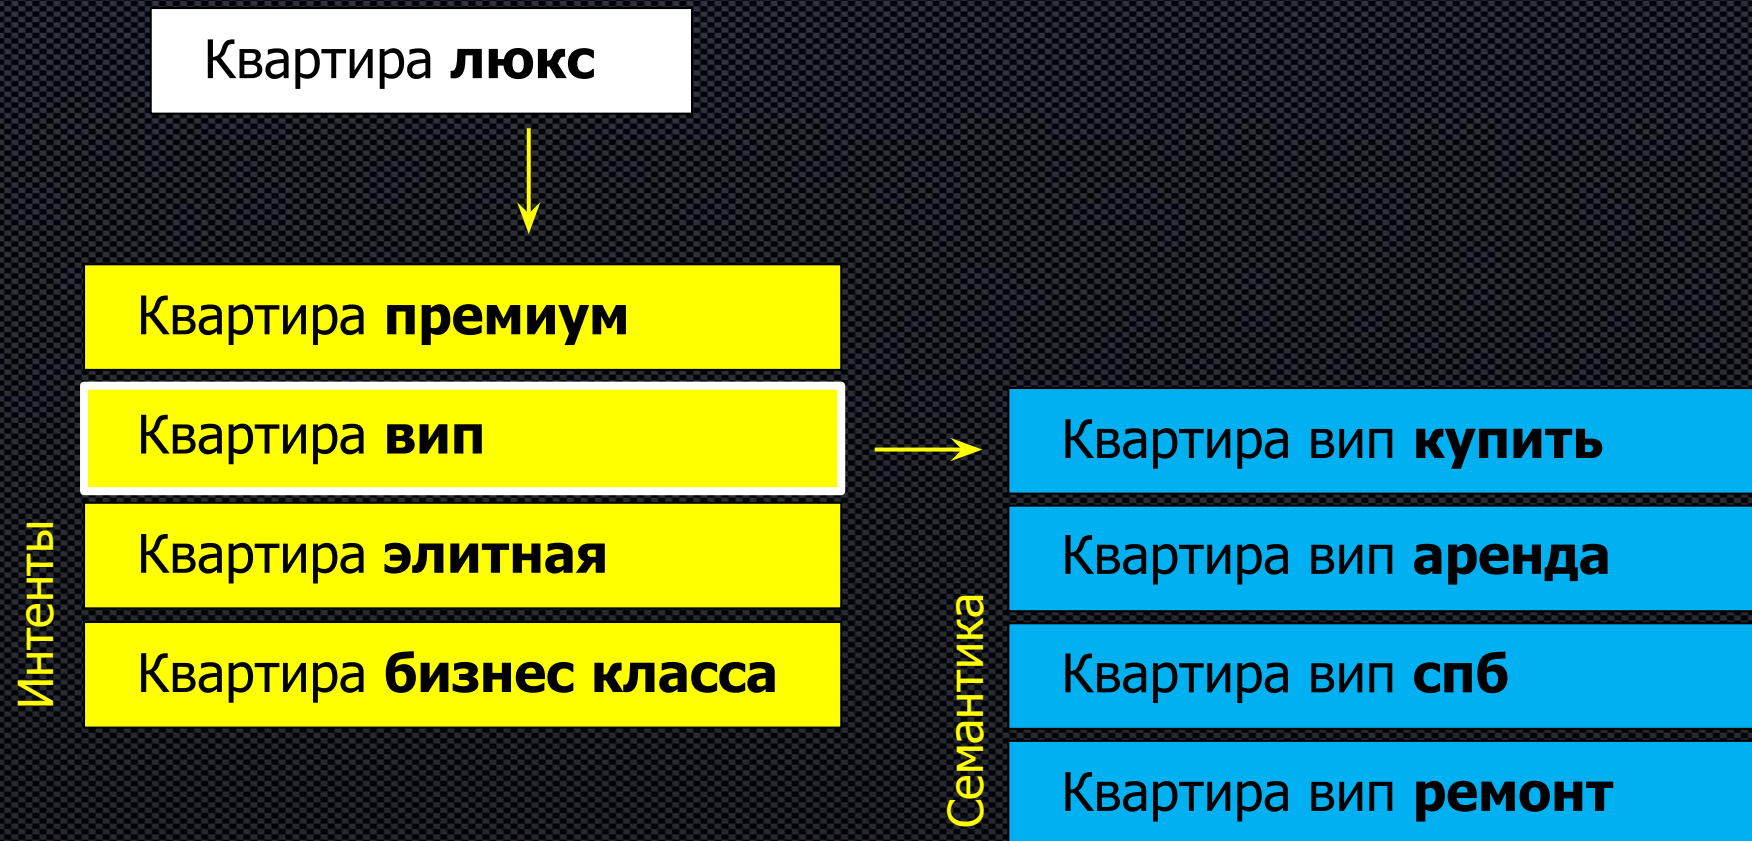 Квартира люкс
Квартира премиум
Квартира вип
Квартира элитная
Квартира бизнес класса
Интенты
Квартира вип купить
Квартира вип аренда
Квартира вип спб
Квартира вип ремонт
Семантика